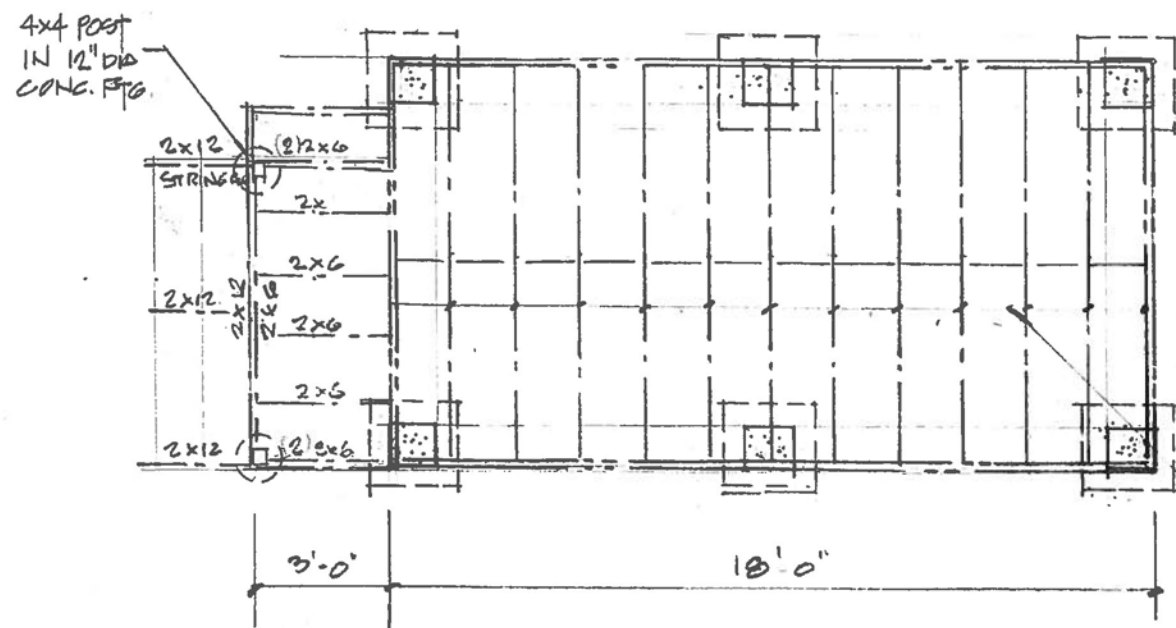 4x4 POST
IN 12" DIA
CONC. FTG.
2x12
(2)2x6
STRINGER
2x
2x6
2x12
2x12
2x6
2x6
2x12
(2)2x6
3'-0"
18'-0"